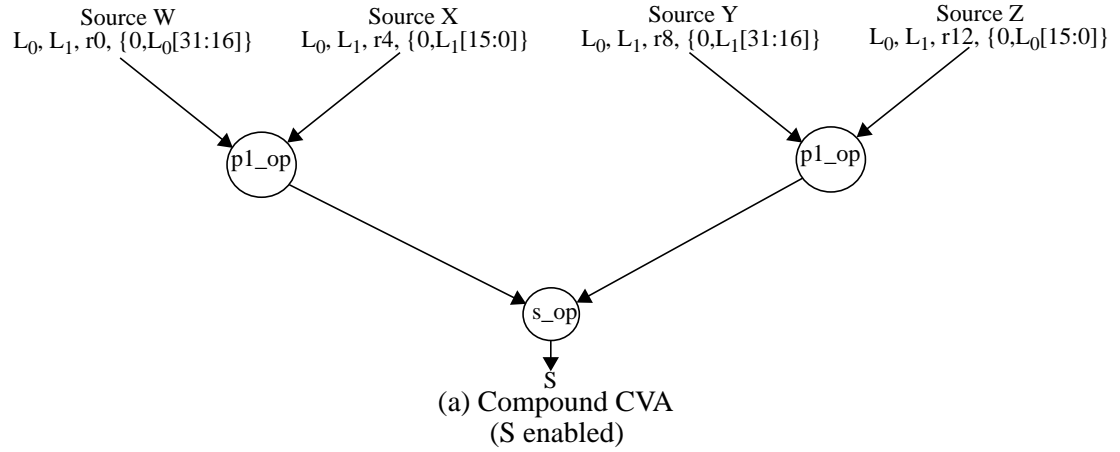 Source W
L₀, L₁, r0, {0,L₀[31:16]}
Source X
L₀, L₁, r4, {0,L₁[15:0]}
Source Y
L₀, L₁, r8, {0,L₁[31:16]}
Source Z
L₀, L₁, r12, {0,L₀[15:0]}
p1_op
p1_op
s_op
S
(a) Compound CVA
(S enabled)